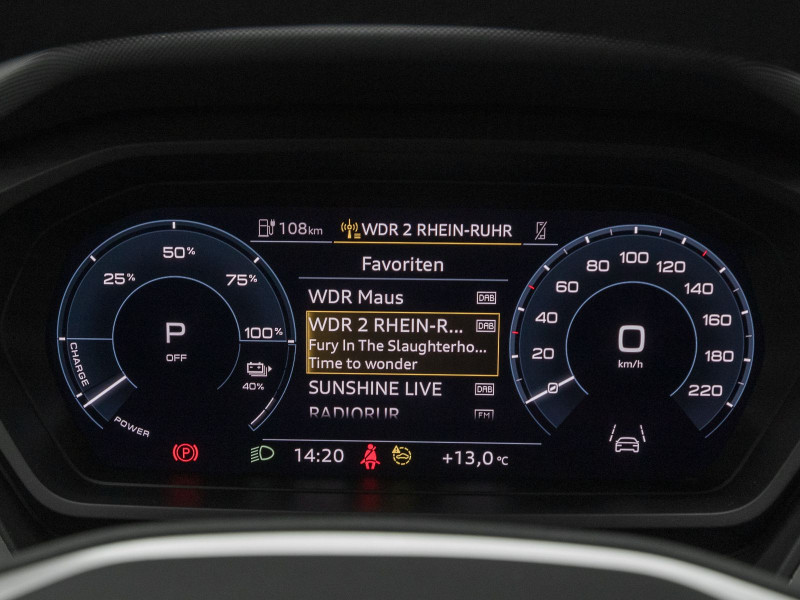 108km WDR 2 RHEIN-RUHR
Favoriten
WDR Maus DAB
WDR 2 RHEIN-R... DAB
Fury In The Slaughterho...
Time to wonder
SUNSHINE LIVE DAB
RADIORUR FM
25%
50%
75%
100%
P
OFF
40%
CHARGE
POWER
20
40
60
80
100
120
140
160
180
220
0
km/h
(P)
14:20
+13,0°C